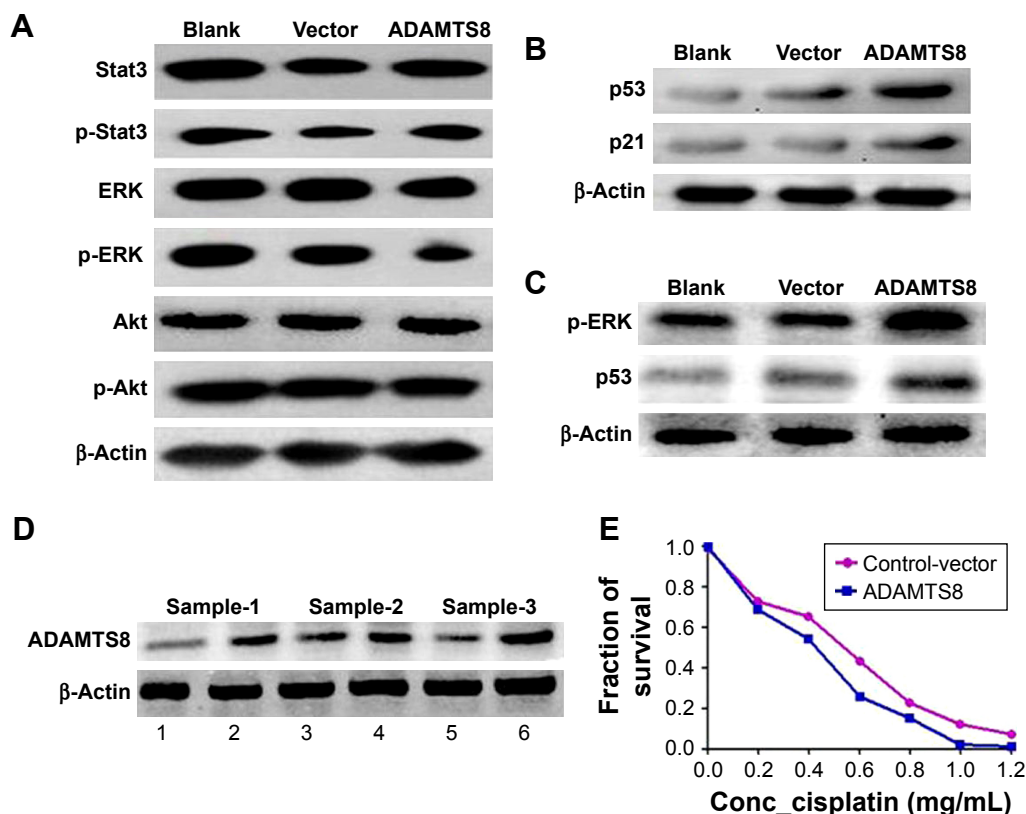 A
Blank Vector ADAMTS8
Stat3
p-Stat3
ERK
p-ERK
Akt
p-Akt
β-Actin
B
Blank Vector ADAMTS8
p53
p21
β-Actin
C
Blank Vector ADAMTS8
p-ERK
p53
β-Actin
D
Sample-1 Sample-2 Sample-3
ADAMTS8
β-Actin
1 2 3 4 5 6
E
Fraction of
survival
1.0
0.8
0.6
0.4
0.2
0.0
Control-vector
ADAMTS8
0.0 0.2 0.4 0.6 0.8 1.0 1.2
Conc_cisplatin (mg/mL)